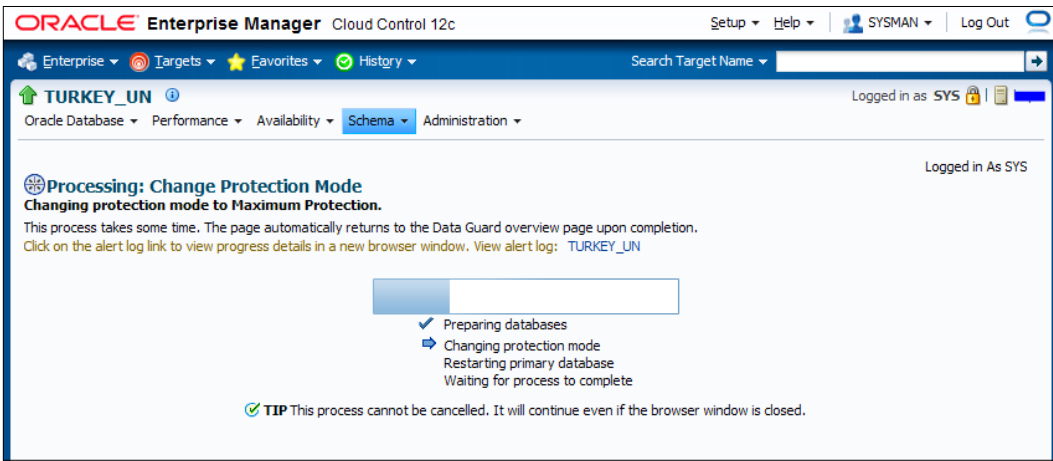 ORACLE Enterprise Manager Cloud Control 12c Setup Help SYSMAN Log Out
Enterprise Targets Favorites History Search Target Name
TURKEY_UN Logged in as SYS
Oracle Database Performance Availability Schema Administration
Logged in As SYS
Processing: Change Protection Mode
Changing protection mode to Maximum Protection.
This process takes some time. The page automatically returns to the Data Guard overview page upon completion.
Click on the alert log link to view progress details in a new browser window. View alert log: TURKEY_UN
Preparing databases
Changing protection mode
Restarting primary database
Waiting for process to complete
TIP This process cannot be cancelled. It will continue even if the browser window is closed.